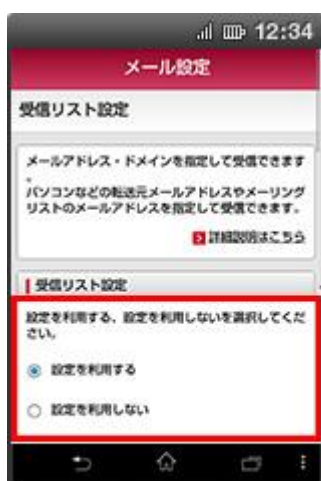 12:34
メール設定
受信リスト設定
メールアドレス・ドメインを指定して受信できます
。
パソコンなどの転送元メールアドレスやメーリング
リストのメールアドレスを指定して受信できます。
詳細説明はこちら
受信リスト設定
設定を利用する、設定を利用しないを選択してくだ
さい。
設定を利用する
設定を利用しない